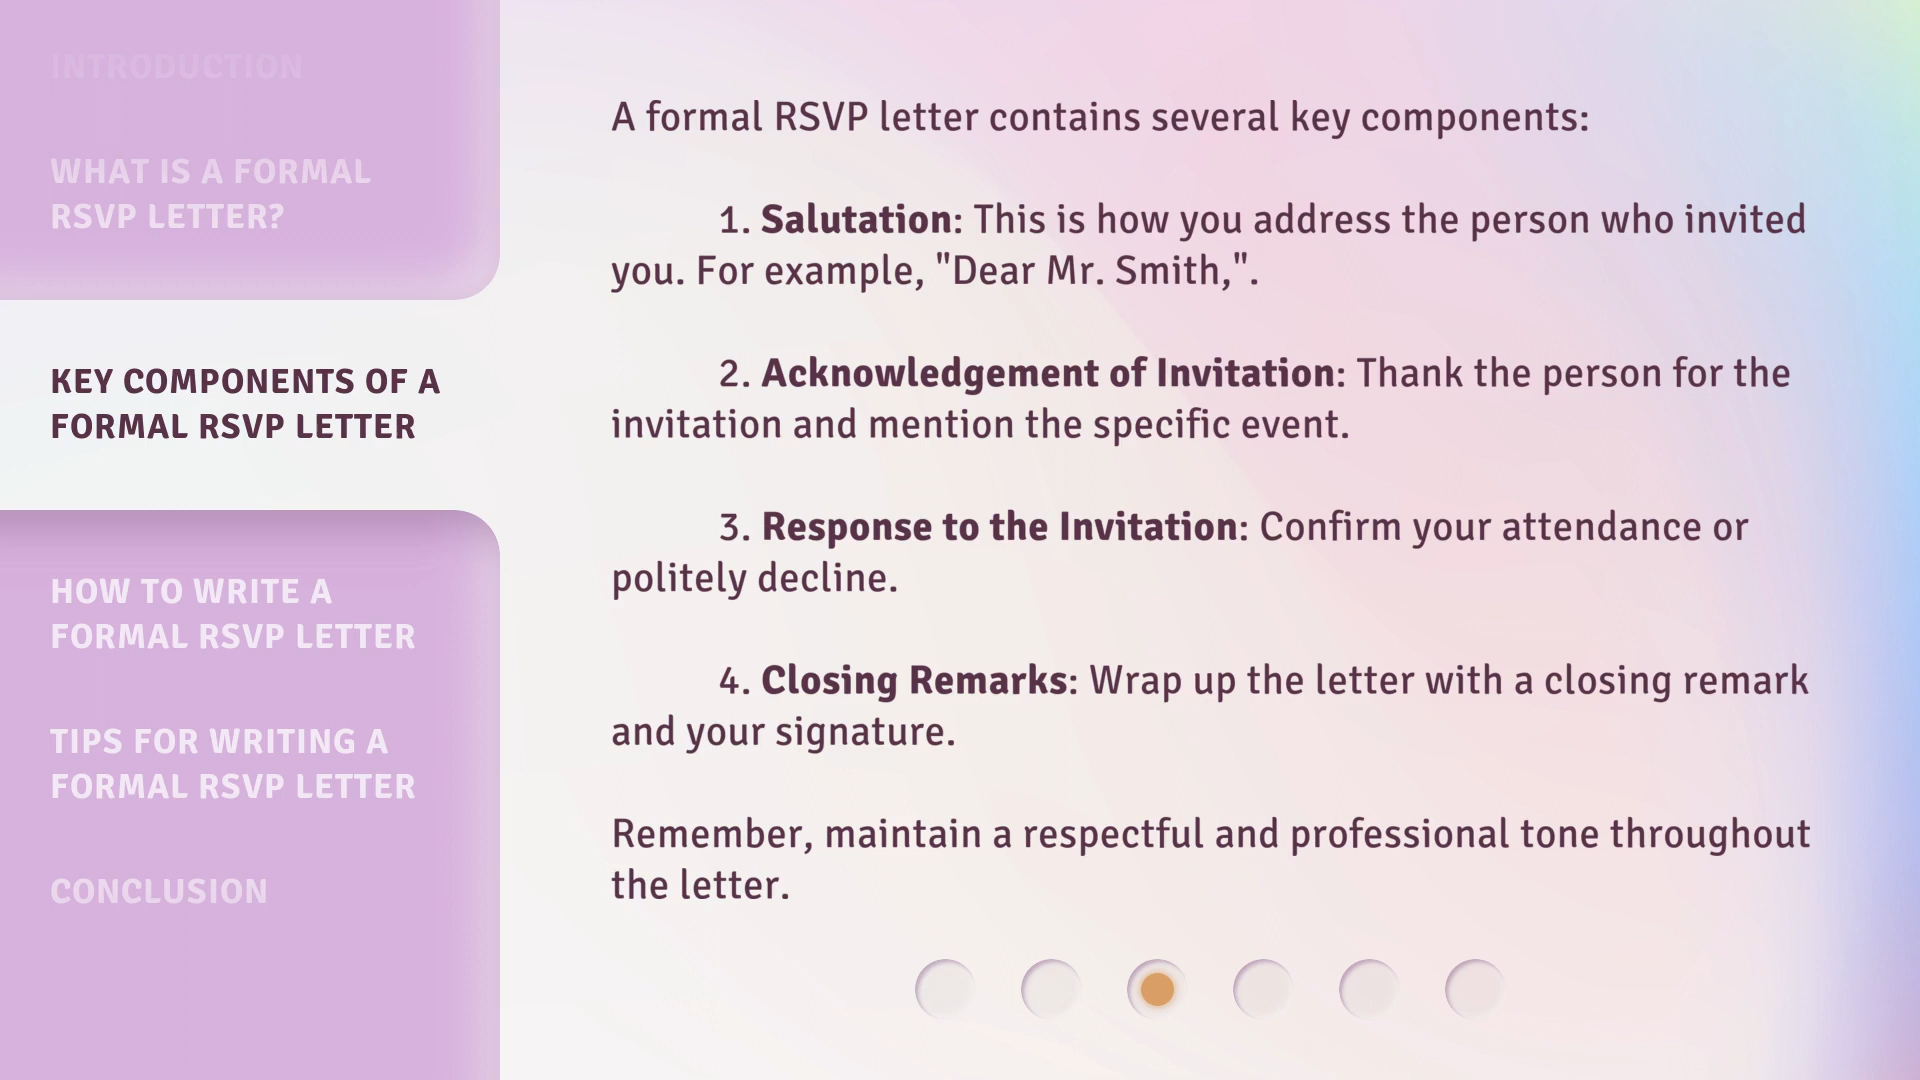 INTRODUCTION
WHAT IS A FORMAL
RSVP LETTER?
KEY COMPONENTS OF A
FORMAL RSVP LETTER
HOW TO WRITE A
FORMAL RSVP LETTER
TIPS FOR WRITING A
FORMAL RSVP LETTER
CONCLUSION
A formal RSVP letter contains several key components:
1. Salutation: This is how you address the person who invited
you. For example, "Dear Mr. Smith,".
2. Acknowledgement of Invitation: Thank the person for the
invitation and mention the specific event.
3. Response to the Invitation: Confirm your attendance or
politely decline.
4. Closing Remarks: Wrap up the letter with a closing remark
and your signature.
Remember, maintain a respectful and professional tone throughout
the letter.